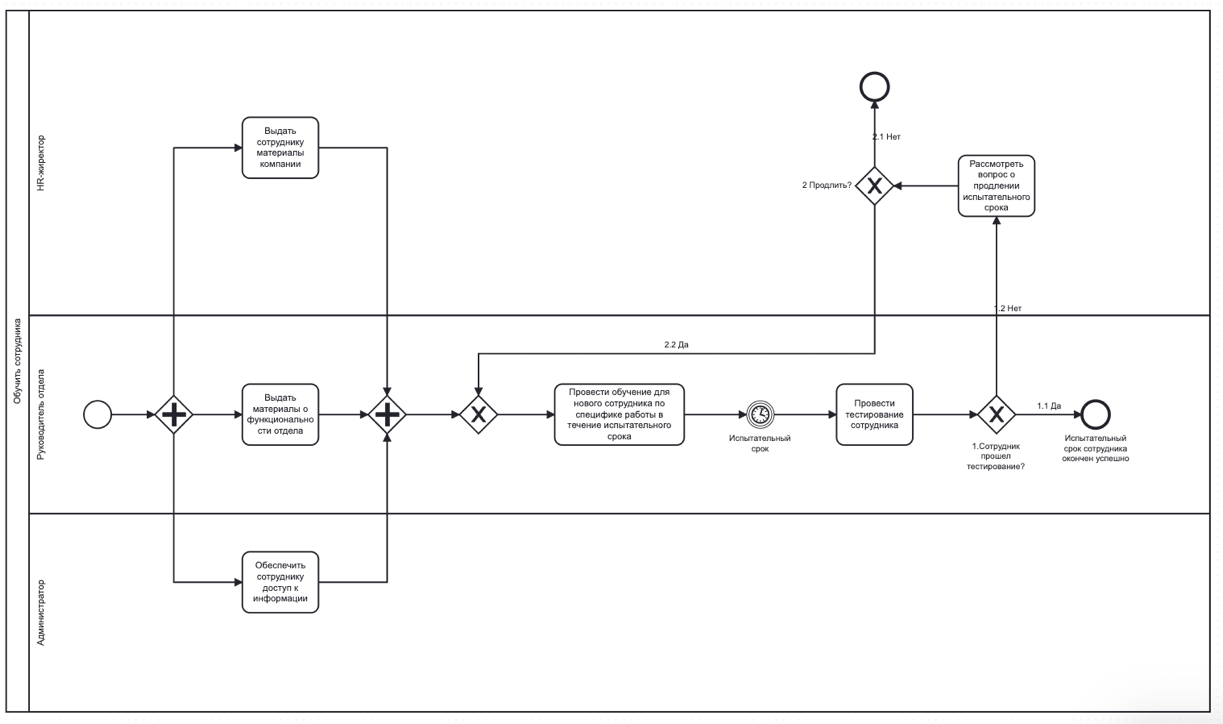 Обучить сотрудника
HR-жиректор
Выдать
сотруднику
материалы
компании
2.1 Нет
2 Продлить?
Рассмотреть
вопрос о
продлении
испытательного
срока
1.2 Нет
Руководитель отдела
2.2 Да
Выдать
материалы о
функционально
сти отдела
Провести обучение для
нового сотрудника по
специфике работы в
течение испытательного
срока
Испытательный
срок
Провести
тестирование
сотрудника
1.Сотрудник
прошел
тестирование?
1.1 Да
Испытательный
срок сотрудника
окончен успешно
Администратор
Обеспечить
сотруднику
доступ к
информации